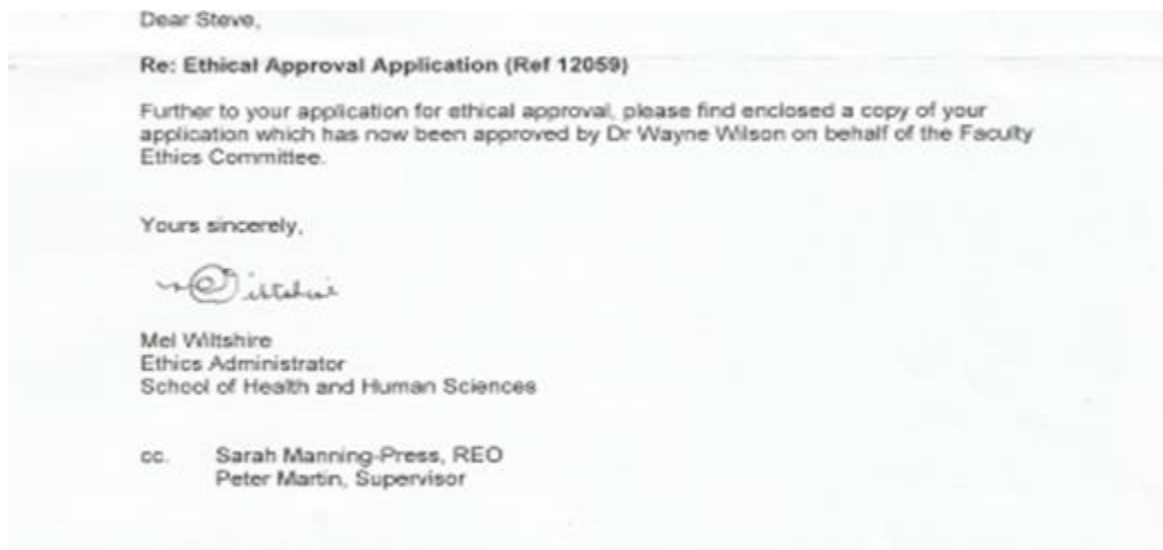 Dear Steve,
Re: Ethical Approval Application (Ref 12059)
Further to your application for ethical approval, please find enclosed a copy of your
application which has now been approved by Dr Wayne Wilson on behalf of the Faculty
Ethics Committee.
Yours sincerely,
Mel Wiltshire
Ethics Administrator
School of Health and Human Sciences
cc. Sarah Manning-Press, REO
Peter Martin, Supervisor